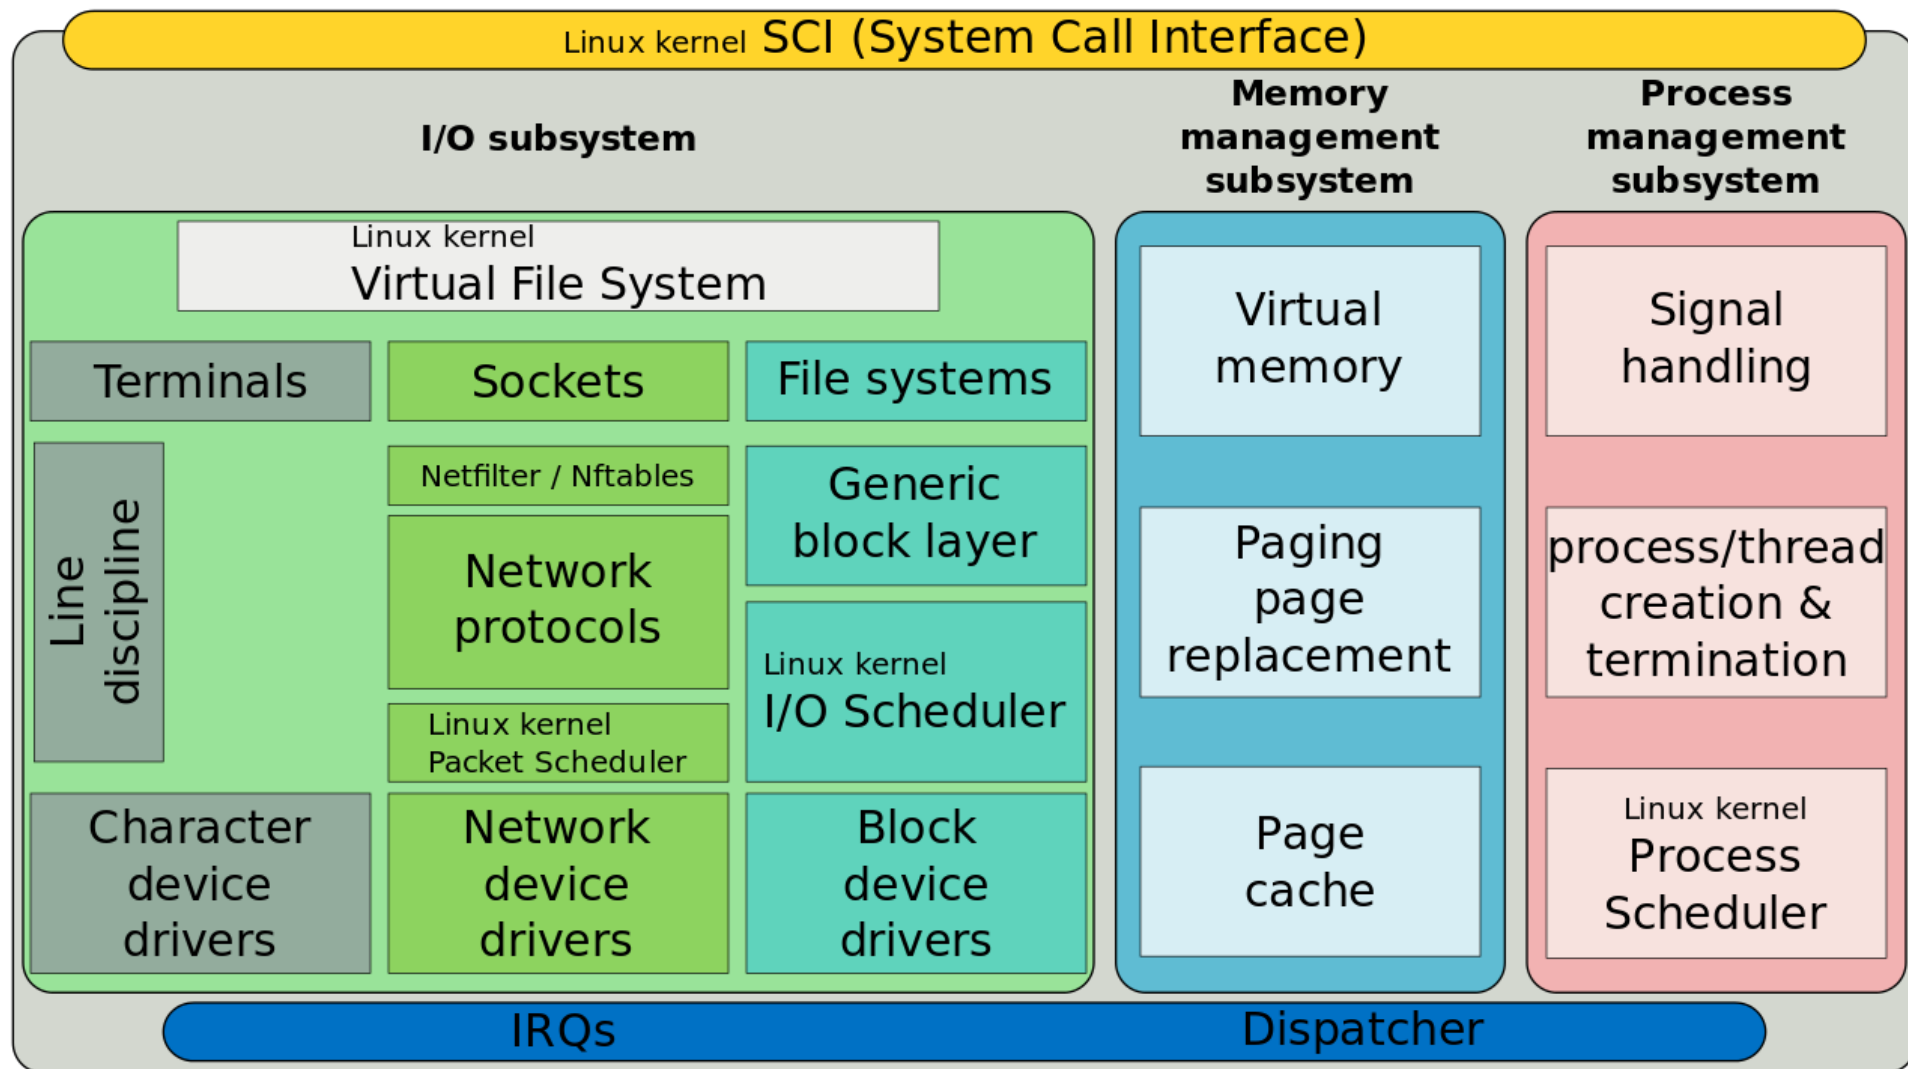 Linux kernel SCI (System Call Interface)
I/O subsystem
Memory
management
subsystem
Process
management
subsystem
Linux kernel
Virtual File System
Terminals
Sockets
File systems
Line
discipline
Netfilter / Nftables
Network
protocols
Linux kernel
Packet Scheduler
Generic
block layer
Linux kernel
I/O Scheduler
Character
device
drivers
Network
device
drivers
Block
device
drivers
Virtual
memory
Paging
page
replacement
Page
cache
Signal
handling
process/thread
creation &
termination
Linux kernel
Process
Scheduler
IRQs
Dispatcher